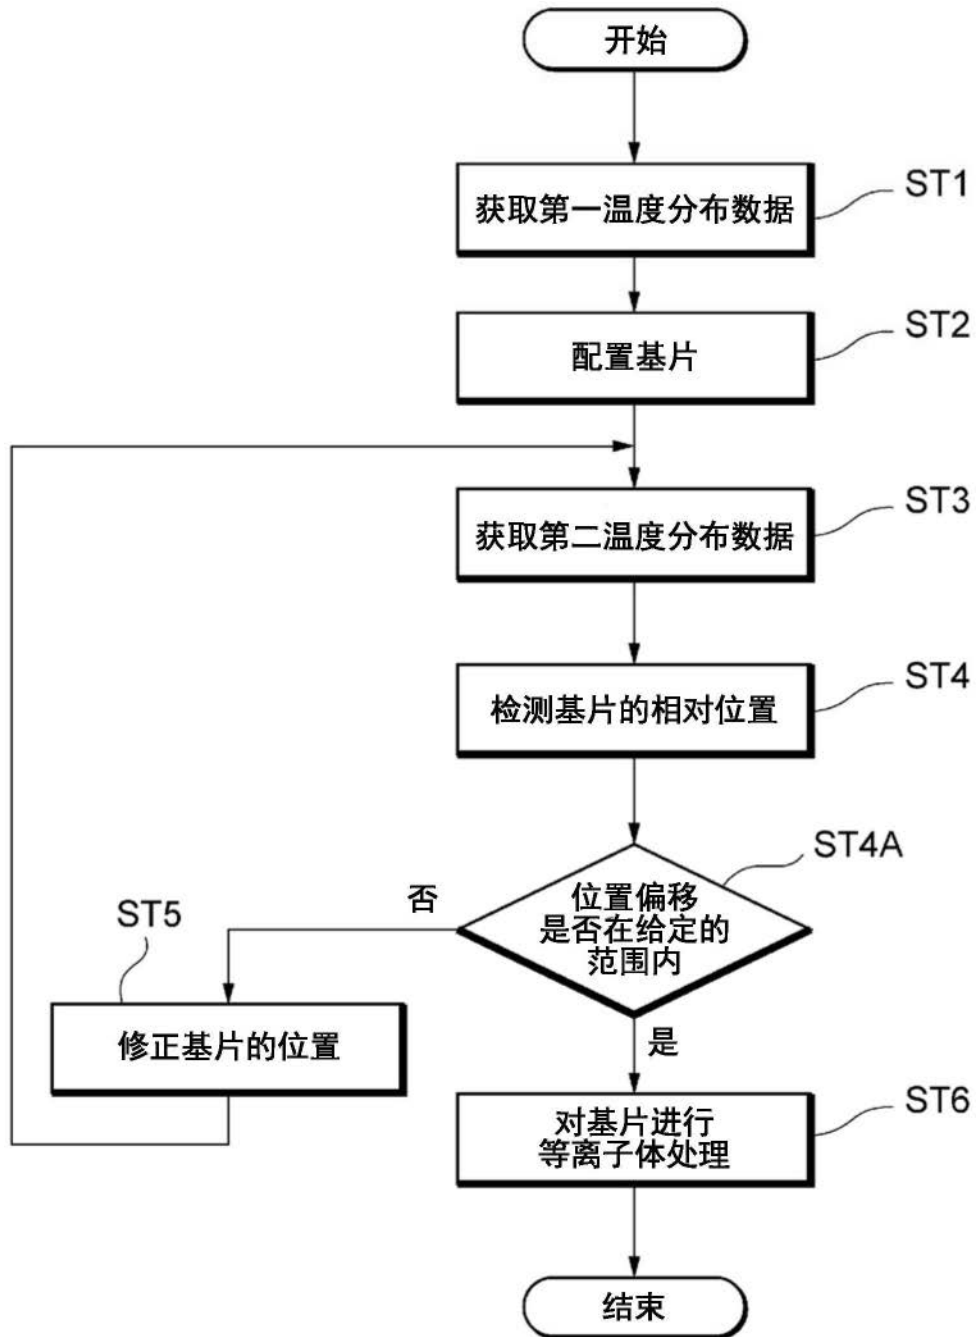 开始
获取第一温度分布数据
ST1
配置基片
ST2
获取第二温度分布数据
ST3
检测基片的相对位置
ST4
位置偏移
是否在给定的
范围内
ST4A
否
ST5
修正基片的位置
是
对基片进行
等离子体处理
ST6
结束